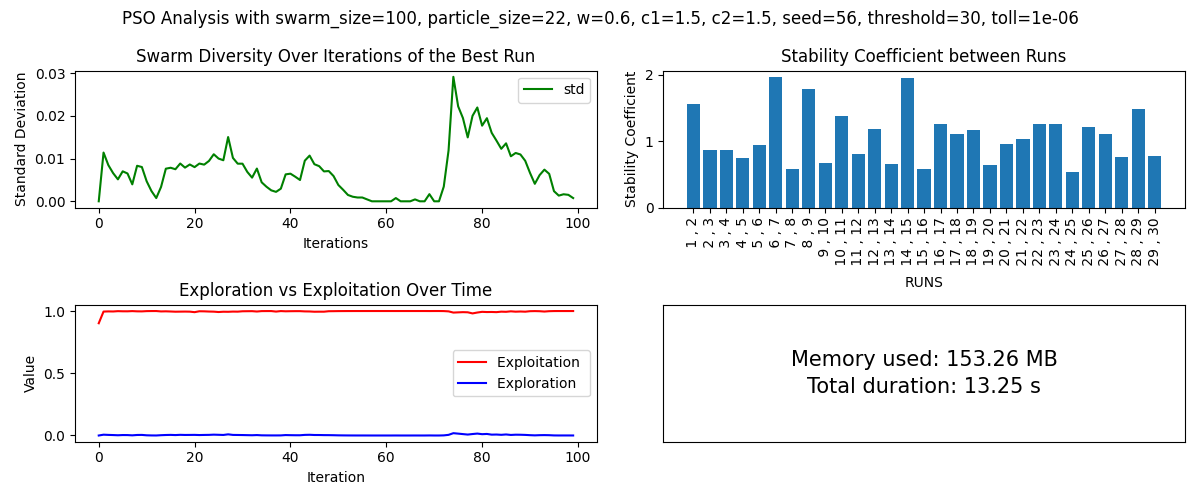 PSO Analysis with swarm_size=100, particle_size=22, w=0.6, c1=1.5, c2=1.5, seed=56, threshold=30, toll=1e-06
Swarm Diversity Over Iterations of the Best Run
Standard Deviation
0.03
0.02
0.01
0.00
std
0 20 40 60 80 100
Iterations
Stability Coefficient between Runs
Stability Coefficient
2
1
0
1 , 2
2 , 3
3 , 4
4 , 5
5 , 6
6 , 7
7 , 8
8 , 9
9 , 10
10 , 11
11 , 12
12 , 13
13 , 14
14 , 15
15 , 16
16 , 17
17 , 18
18 , 19
19 , 20
20 , 21
21 , 22
22 , 23
23 , 24
24 , 25
25 , 26
26 , 27
27 , 28
28 , 29
29 , 30
RUNS
Exploration vs Exploitation Over Time
Value
1.0
0.5
0.0
Exploitation
Exploration
0 20 40 60 80 100
Iteration
Memory used: 153.26 MB
Total duration: 13.25 s